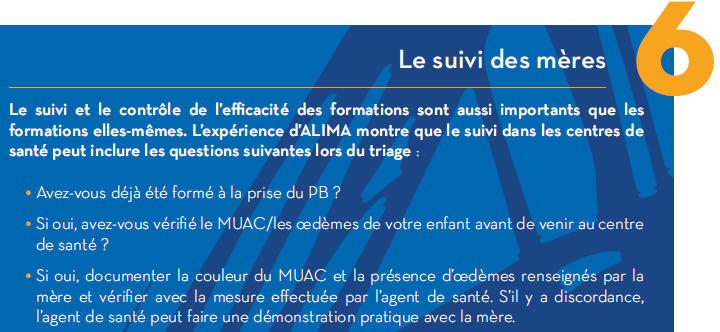 6
Le suivi des mères
Le suivi et le contrôle de l'efficacité des formations sont aussi importants que les
formations elles-mêmes. L'expérience d'ALIMA montre que le suivi dans les centres de
santé peut inclure les questions suivantes lors du triage :
• Avez-vous déjà été formé à la prise du PB ?
• Si oui, avez-vous vérifié le MUAC/les œdèmes de votre enfant avant de venir au centre
de santé ?
• Si oui, documenter la couleur du MUAC et la présence d'œdèmes renseignés par la
mère et vérifier avec la mesure effectuée par l'agent de santé. S'il y a discordance,
l'agent de santé peut faire une démonstration pratique avec la mère.